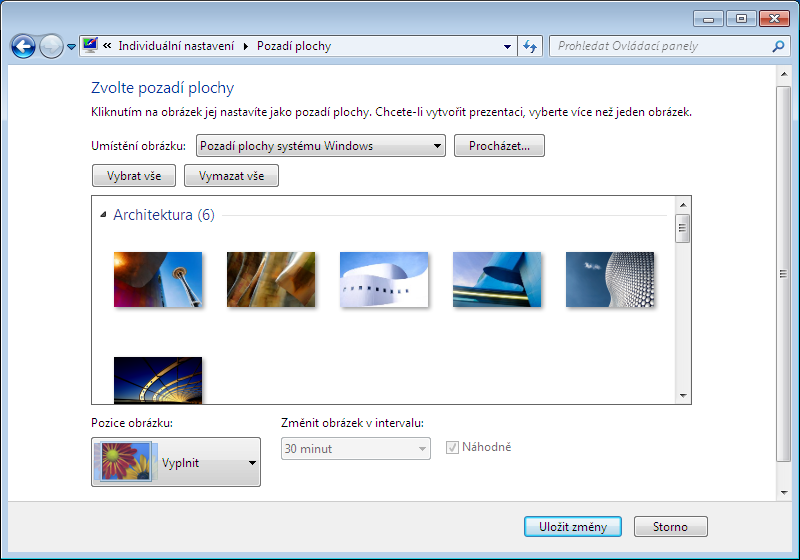 « Individuální nastavení ▸ Pozadí plochy
Prohledat Ovládací panely
Zvolte pozadí plochy
Kliknutím na obrázek jej nastavíte jako pozadí plochy. Chcete-li vytvořit prezentaci, vyberte více než jeden obrázek.
Umístění obrázku: Pozadí plochy systému Windows Procházet...
Vybrat vše Vymazat vše
Architektura (6)
Pozice obrázku: Změnit obrázek v intervalu:
Vyplnit 30 minut Náhodně
Uložit změny Storno